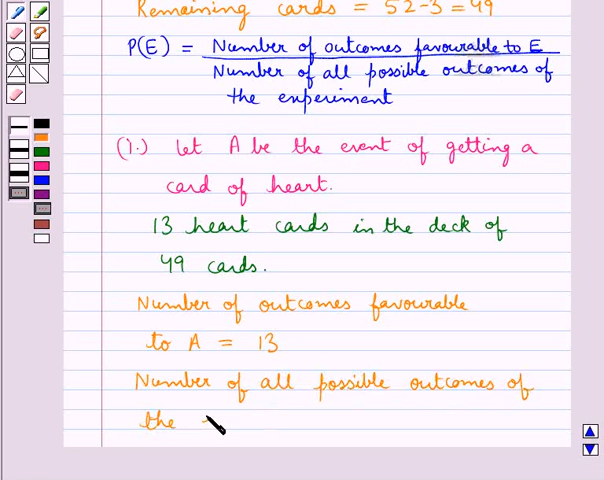 Remaining cards = 52-3 = 49
P(E) = Number of outcomes favourable to E
Number of all possible outcomes of
the experiment
(1.) Let A be the event of getting a
card of heart.
13 heart cards in the deck of
49 cards.
Number of outcomes favourable
to A = 13
Number of all possible outcomes of
the